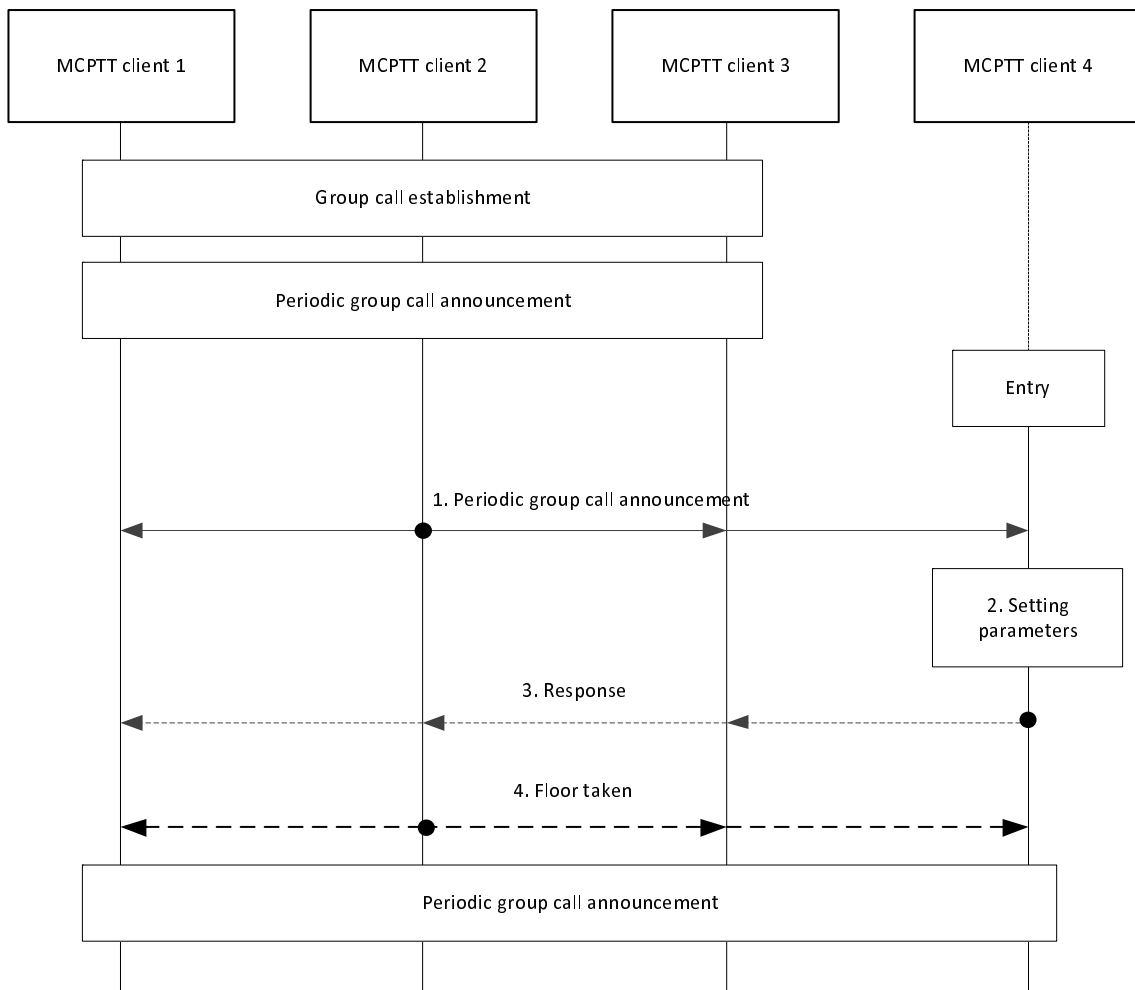 MCPTT client 1
MCPTT client 2
MCPTT client 3
MCPTT client 4
Group call establishment
Periodic group call announcement
Entry
1. Periodic group call announcement
2. Setting
parameters
3. Response
4. Floor taken
Periodic group call announcement